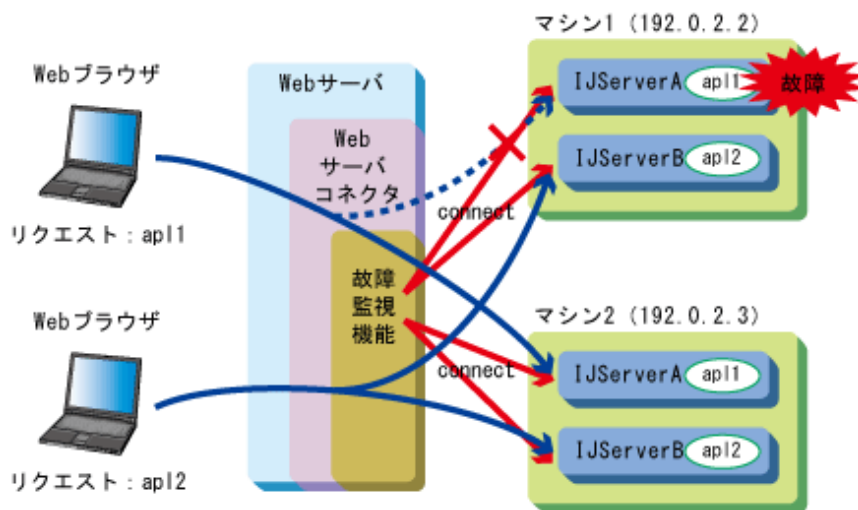 マシン1 (192.0.2.2)
Webブラウザ
Webサーバ
IJServerA
apl1
故障
Web
サーバ
コネクタ
IJServerB
apl2
connect
リクエスト：apl1
故障
監視
機能
Webブラウザ
マシン2 (192.0.2.3)
connect
IJServerA
apl1
IJServerB
apl2
リクエスト：apl2